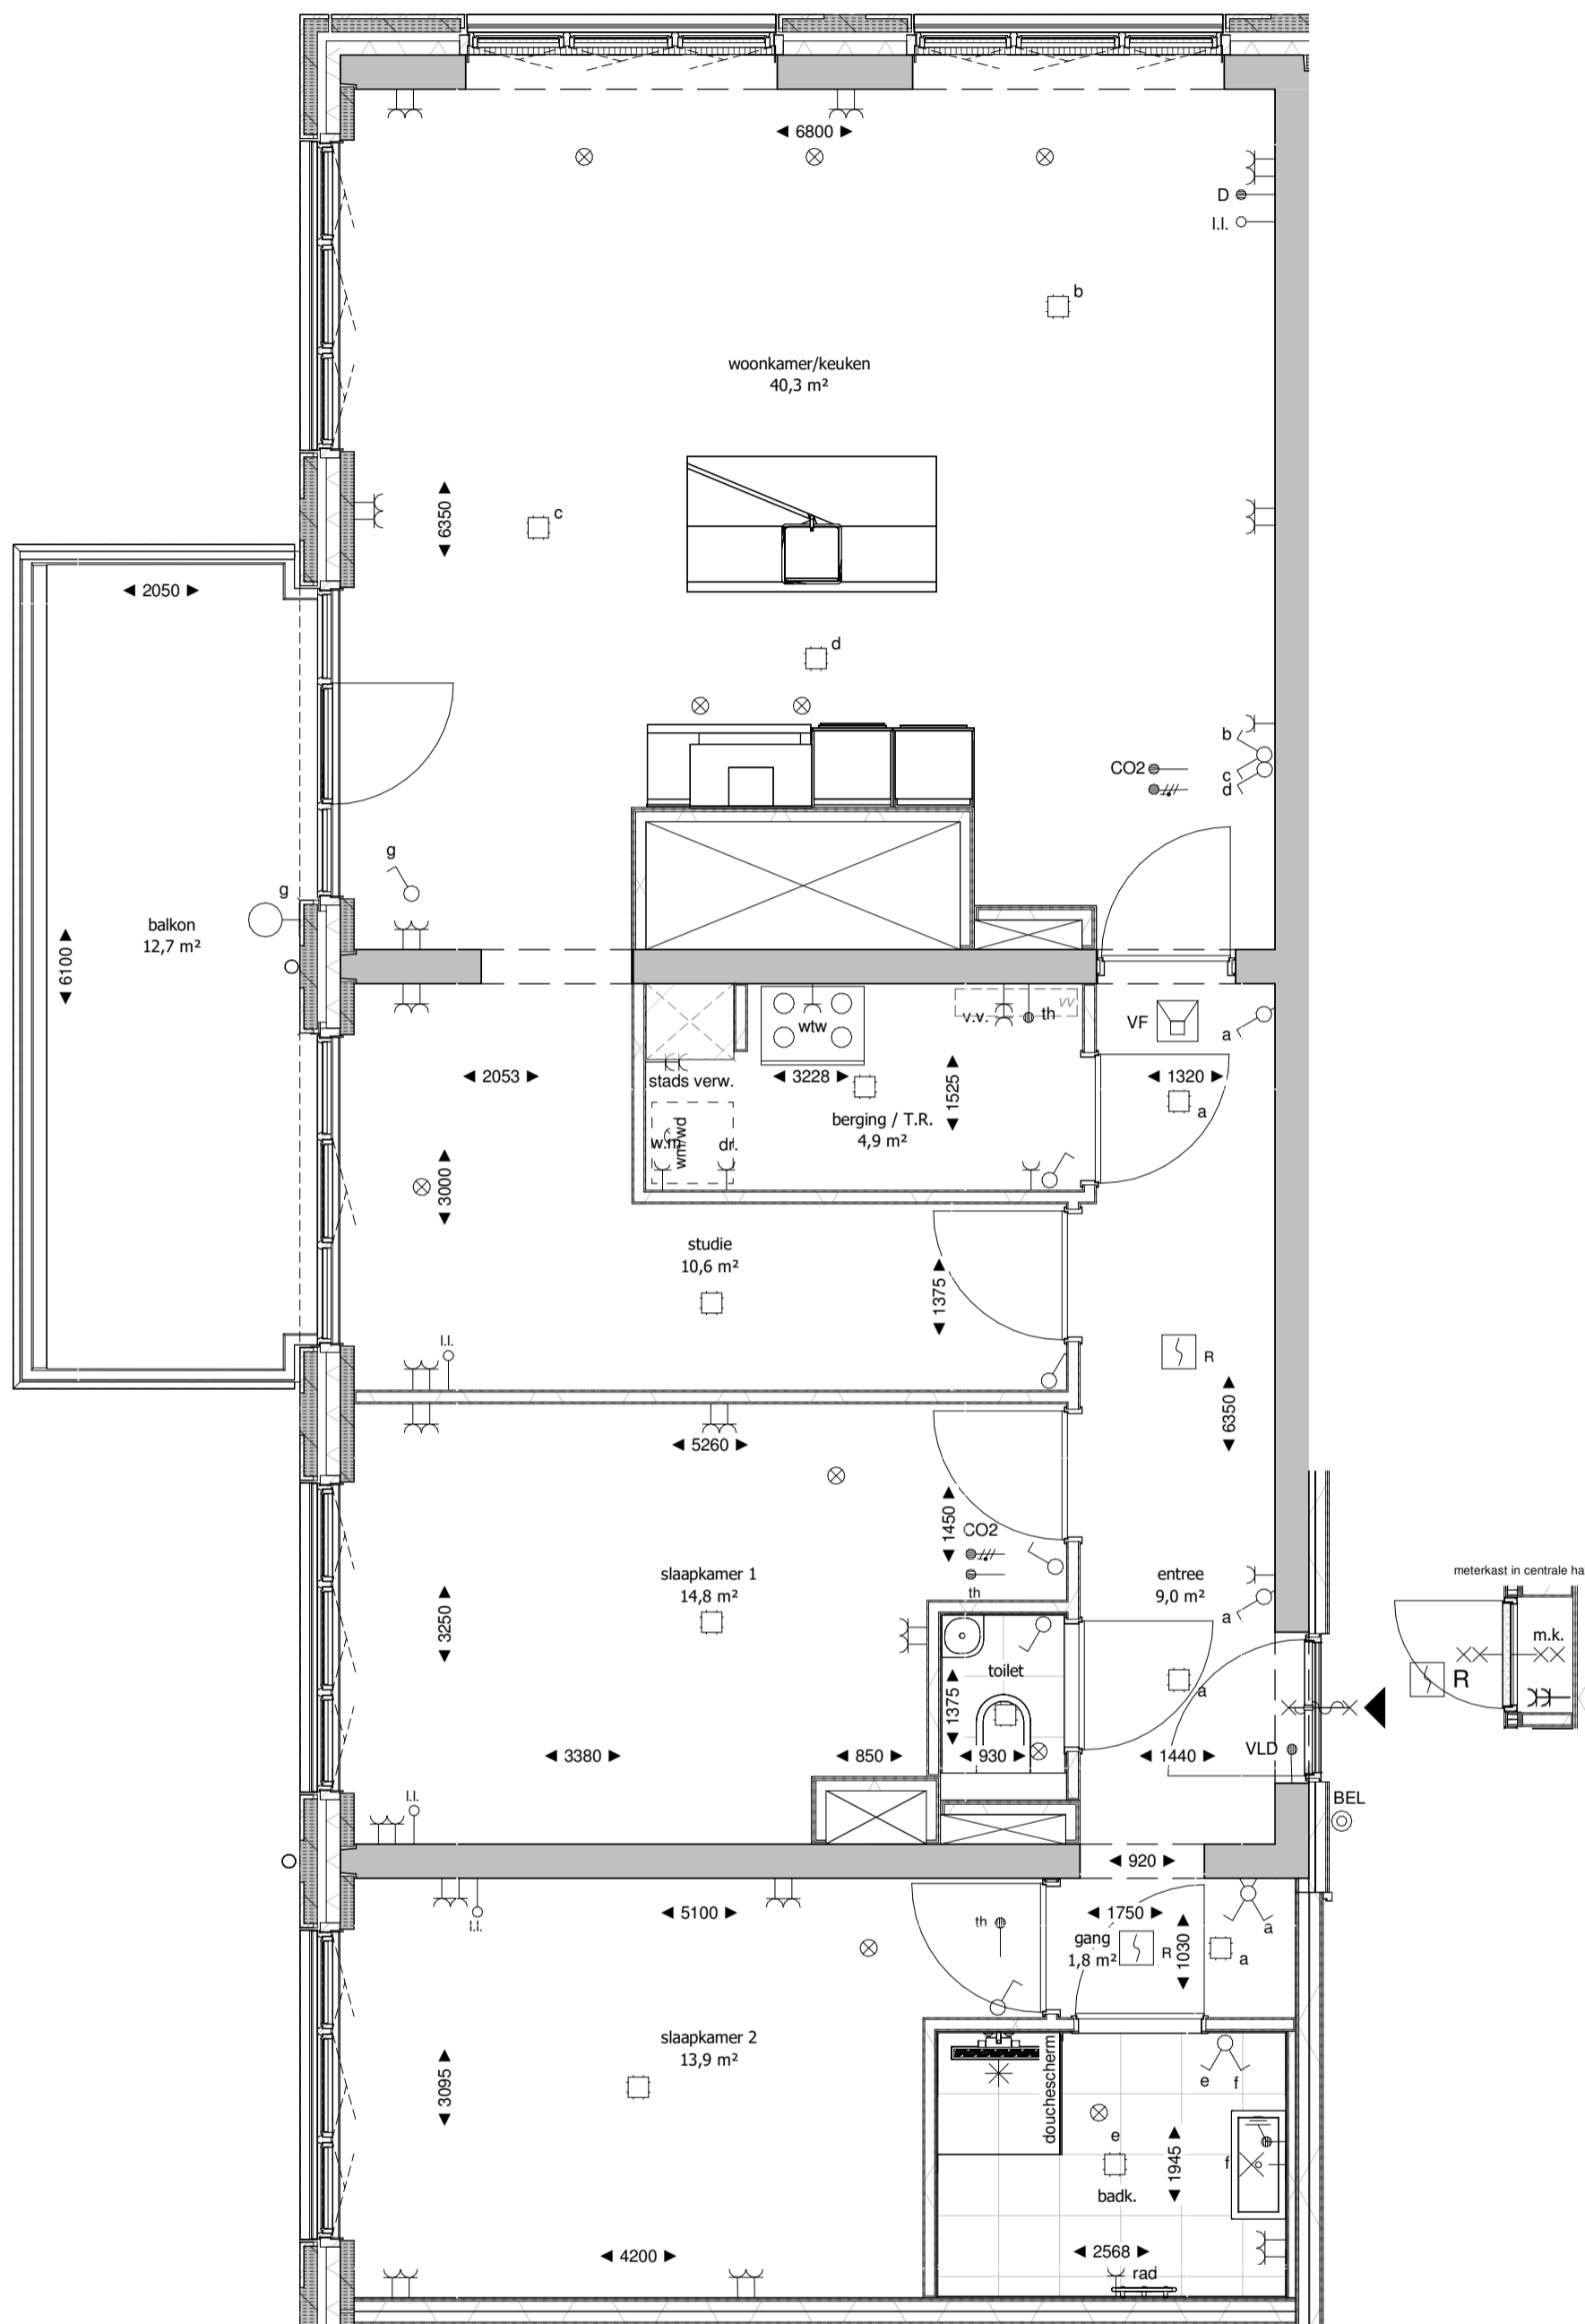 6800
D
l.l.
b
woonkamer/keuken
40,3 m²
6350
c
2050
d
b
CO2
c
d
g
g
balkon
12,7 m²
6100
vv
wtw
v.v.
th
VF
a
2053
stads verw.
3228
1525
1320
a
berging / T.R.
4,9 m²
w.m
wm/wd
dr.
3000
studie
10,6 m²
1375
l.l.
R
6350
5260
1450
CO2
th
slaapkamer 1
14,8 m²
entree
9,0 m²
a
meterkast in centrale ha
m.k.
R
3250
toilet
1375
a
3380
850
930
1440
VLD
l.l.
BEL
920
l.l.
5100
th
1750
gang
1,8 m²
R
1030
a
a
slaapkamer 2
13,9 m²
3095
douchescherm
e
f
e
f
1945
badk.
4200
2568
rad